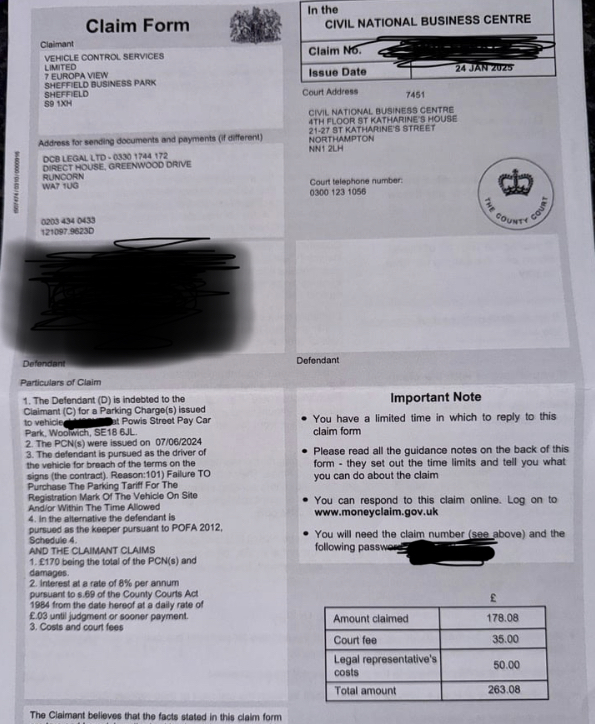 Claim Form
In the
CIVIL NATIONAL BUSINESS CENTRE
Claim No.
Issue Date 24 JAN 2025
Claimant
VEHICLE CONTROL SERVICES
LIMITED
7 EUROPA VIEW
SHEFFIELD BUSINESS PARK
SHEFFIELD
S9 1XH
Court Address 7451
CIVIL NATIONAL BUSINESS CENTRE
4TH FLOOR ST KATHARINE'S HOUSE
21-27 ST KATHARINE'S STREET
NORTHAMPTON
NN1 2LH
Address for sending documents and payments (if different)
DCB LEGAL LTD - 0330 1744 172
DIRECT HOUSE, GREENWOOD DRIVE
RUNCORN
WA7 1UG
0203 434 0433
121097.9623D
Court telephone number:
0300 123 1056
THE COUNTY COURT
Defendant
Defendant
Particulars of Claim
1. The Defendant (D) is indebted to the
Claimant (C) for a Parking Charge(s) issued
to vehicle at Powis Street Pay Car
Park, Woolwich, SE18 6JL.
2. The PCN(s) were issued on 07/06/2024
3. The defendant is pursued as the driver of
the vehicle for breach of the terms on the
signs (the contract). Reason:101) Failure TO
Purchase The Parking Tariff For The
Registration Mark Of The Vehicle On Site
And/or Within The Time Allowed
4. In the alternative the defendant is
pursued as the keeper pursuant to POFA 2012,
Schedule 4.
AND THE CLAIMANT CLAIMS
1. £170 being the total of the PCN(s) and
damages.
2. Interest at a rate of 8% per annum
pursuant to s.69 of the County Courts Act
1984 from the date hereof at a daily rate of
£.03 until judgment or sooner payment.
3. Costs and court fees
Important Note
• You have a limited time in which to reply to this
claim form
• Please read all the guidance notes on the back of this
form - they set out the time limits and tell you what
you can do about the claim
• You can respond to this claim online. Log on to
www.moneyclaim.gov.uk
• You will need the claim number (see above) and the
following
£
Amount claimed 178.08
Court fee 35.00
Legal representative's
costs 50.00
Total amount 263.08
The Claimant believes that the facts stated in this claim form